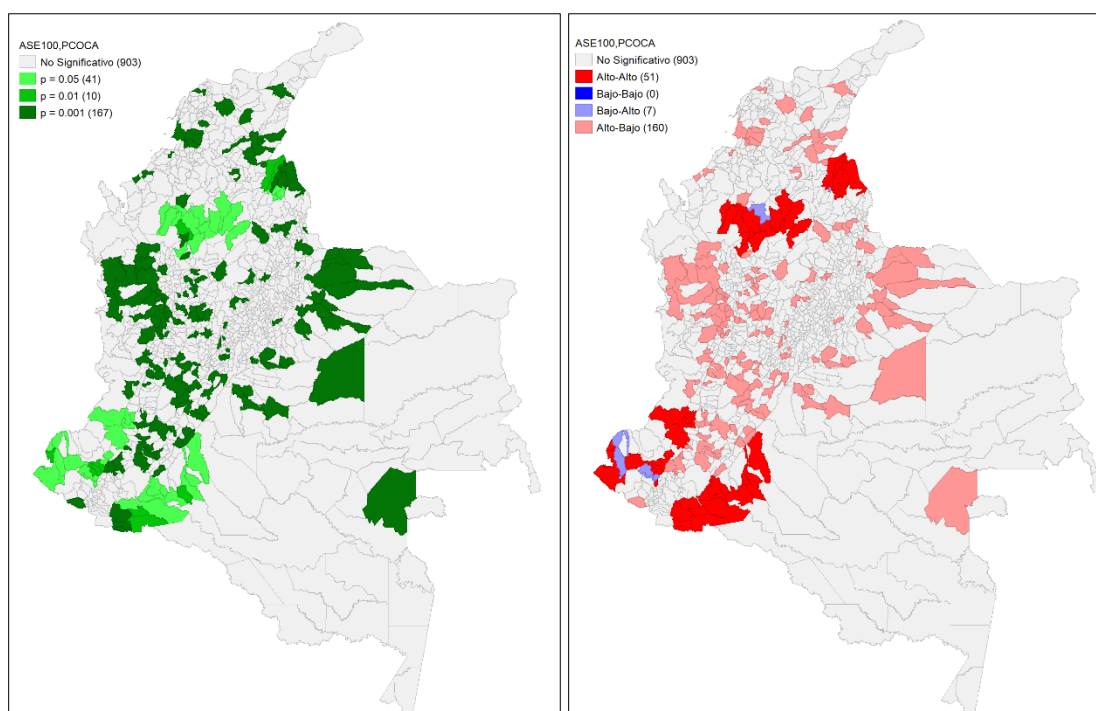 ASE100,PCOCA
No Significativo (903)
p = 0.05 (41)
p = 0.01 (10)
p = 0.001 (167)
ASE100,PCOCA
No Significativo (903)
Alto-Alto (51)
Bajo-Bajo (0)
Bajo-Alto (7)
Alto-Bajo (160)